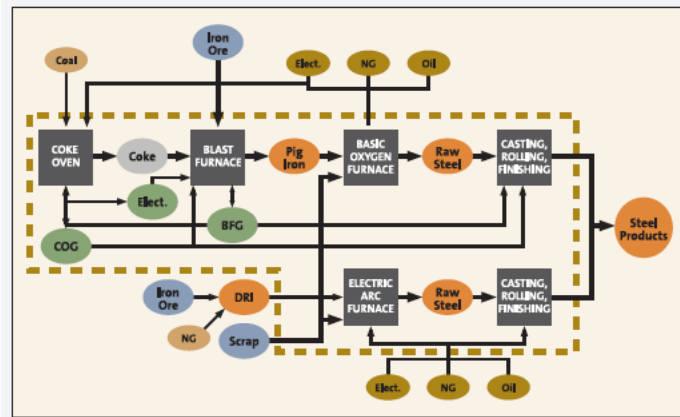 Iron
Ore
Coal
Elect.
NG
Oil
COKE
OVEN
Coke
BLAST
FURNACE
Pig
Iron
BASIC
OXYGEN
FURNACE
Raw
Steel
CASTING,
ROLLING,
FINISHING
Elect.
BFG
COG
Steel
Products
Iron
Ore
DRI
NG
Scrap
ELECTRIC
ARC
FURNACE
Raw
Steel
CASTING,
ROLLING,
FINISHING
Elect.
NG
Oil